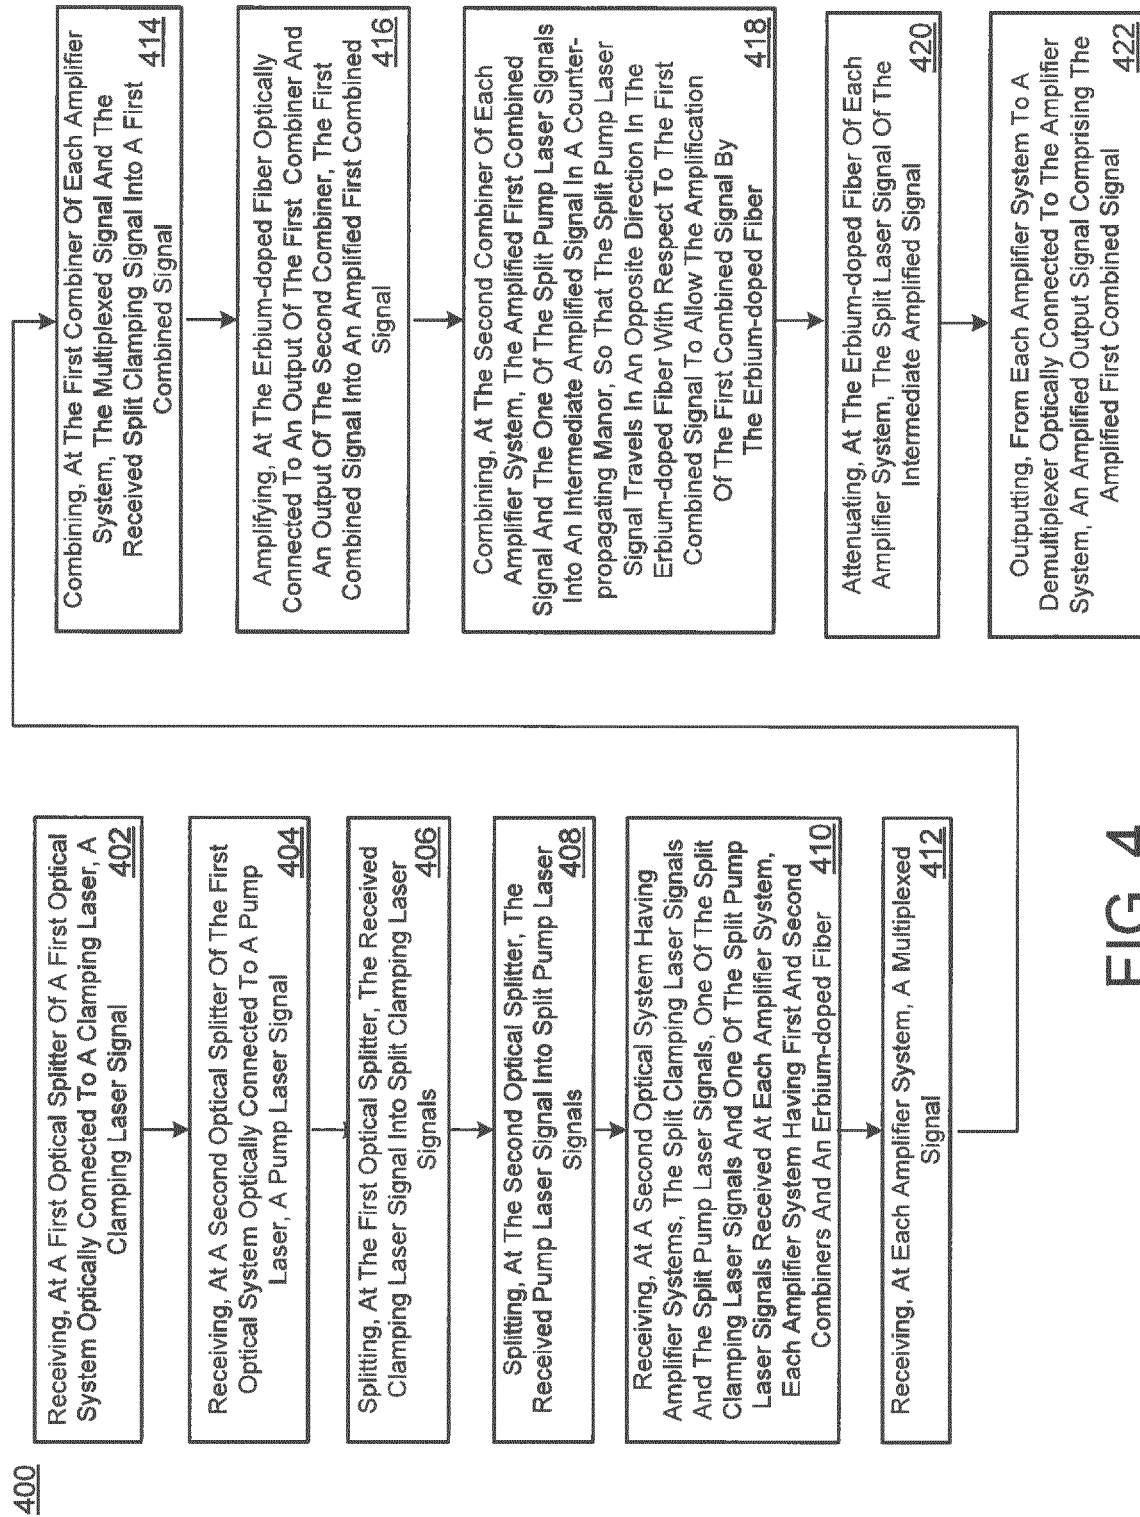 400
Receiving, At A First Optical Splitter Of A First Optical
System Optically Connected To A Clamping Laser, A
Clamping Laser Signal
402
Receiving, At A Second Optical Splitter Of The First
Optical System Optically Connected To A Pump
Laser, A Pump Laser Signal
404
Splitting, At The First Optical Splitter, The Received
Clamping Laser Signal Into Split Clamping Laser
Signals
406
Splitting, At The Second Optical Splitter, The
Received Pump Laser Signal Into Split Pump Laser
Signals
408
Receiving, At A Second Optical System Having
Amplifier Systems, The Split Clamping Laser Signals
And The Split Pump Laser Signals, One Of The Split
Clamping Laser Signals And One Of The Split Pump
Laser Signals Received At Each Amplifier System,
Each Amplifier System Having First And Second
Combiners And An Erbium-doped Fiber
410
Receiving, At Each Amplifier System, A Multiplexed
Signal
412
Combining, At The First Combiner Of Each Amplifier
System, The Multiplexed Signal And The
Received Split Clamping Signal Into A First
Combined Signal
414
Amplifying, At The Erbium-doped Fiber Optically
Connected To An Output Of The First Combiner And
An Output Of The Second Combiner, The First
Combined Signal Into An Amplified First Combined
Signal
416
Combining, At The Second Combiner Of Each
Amplifier System, The Amplified First Combined
Signal And The One Of The Split Pump Laser Signals
Into An Intermediate Amplified Signal In A Counter-
propagating Manor, So That The Split Pump Laser
Signal Travels In An Opposite Direction In The
Erbium-doped Fiber With Respect To The First
Combined Signal To Allow The Amplification
Of The First Combined Signal By
The Erbium-doped Fiber
418
Attenuating, At The Erbium-doped Fiber Of Each
Amplifier System, The Split Laser Signal Of The
Intermediate Amplified Signal
420
Outputting, From Each Amplifier System To A
Demultiplexer Optically Connected To The Amplifier
System, An Amplified Output Signal Comprising The
Amplified First Combined Signal
422
FIG. 4